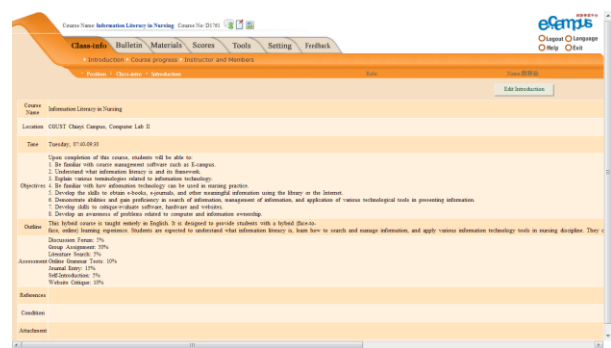 Course Name: Information Literacy in Nursing Course No: D1701
eCampus
Logout Language
Help Exit
Class-info Bulletin Materials Scores Tools Setting Feedback
Introduction Course progress Instructor and Members
Position Class-intro Introduction Role: Name:
Edit Introduction
Course Name Information Literacy in Nursing
Location CGUST Chiayi Campus, Computer Lab II
Time Tuesday, 07:40-09:30
Objectives
Upon completion of this course, students will be able to:
1. Be familiar with course management software such as E-campus.
2. Understand what information literacy is and its framework.
3. Explain various terminologies related to information technology.
4. Be familiar with how information technology can be used in nursing practice.
5. Develop the skills to obtain e-books, e-journals, and other meaningful information using the library or the Internet.
6. Demonstrate abilities and gain proficiency in search of information, management of information, and application of various technological tools in presenting information.
7. Develop skills to critique/evaluate software, hardware and websites.
8. Develop an awareness of problems related to computer and information ownership.
Outline
This hybrid course is taught entirely in English. It is designed to provide students with a hybrid (face-to-
face, online) learning experience. Students are expected to understand what information literacy is, learn how to search and manage information, and apply various information technology tools in nursing discipline. They c
Assessment
Discussion Forum: 5%
Group Assignment: 50%
Literature Search: 5%
Online Grammar Tests: 10%
Journal Entry: 15%
Self-Introduction: 5%
Website Critique: 10%
References
Condition
Attachment